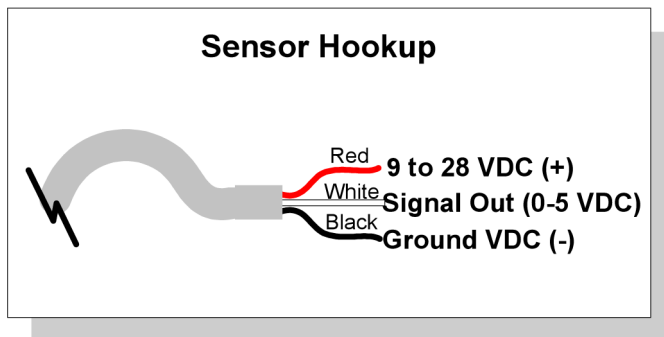 Sensor Hookup
Red 9 to 28 VDC (+)
White Signal Out (0-5 VDC)
Black Ground VDC (-)